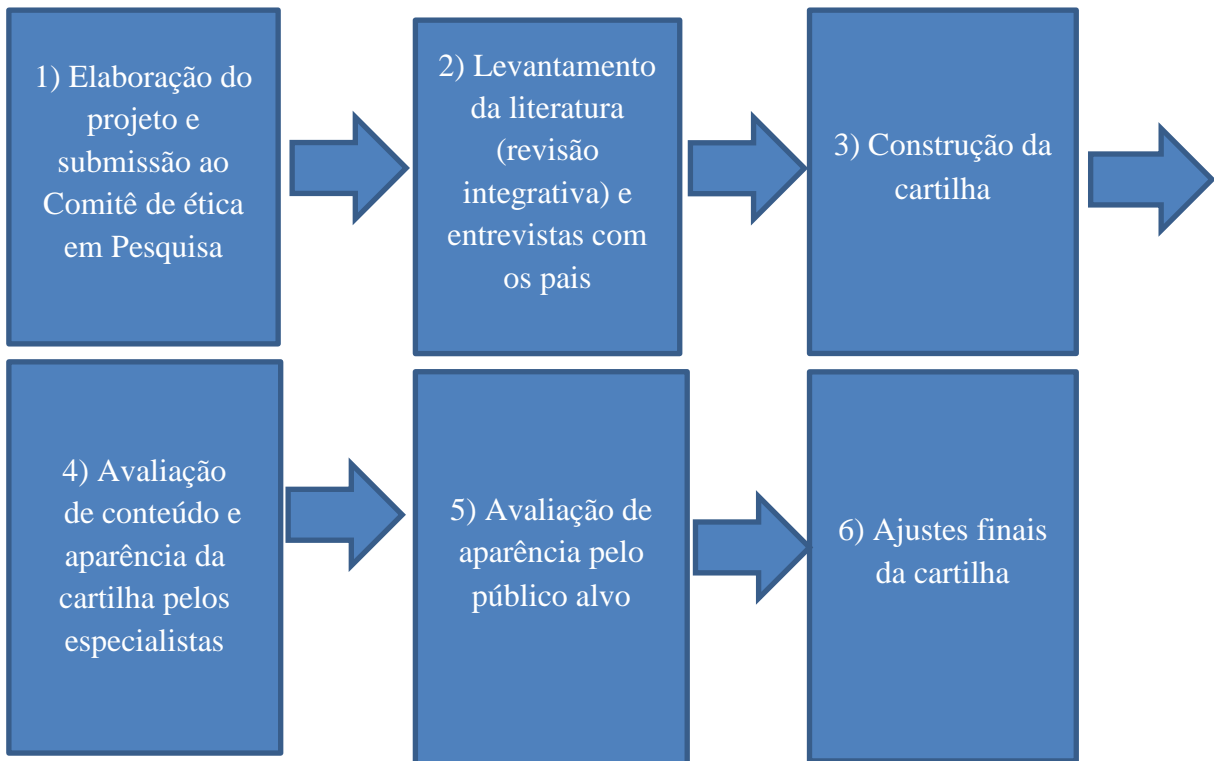 1) Elaboração do
projeto e
submissão ao
Comitê de ética
em Pesquisa
2) Levantamento
da literatura
(revisão
integrativa) e
entrevistas com
os pais
3) Construção da
cartilha
4) Avaliação
de conteúdo e
aparência da
cartilha pelos
especialistas
5) Avaliação de
aparência pelo
público alvo
6) Ajustes finais
da cartilha